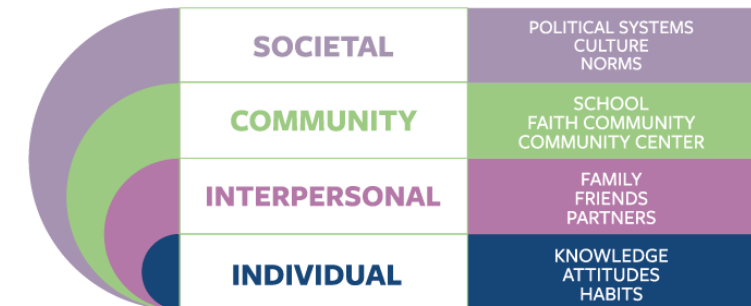 SOCIETAL
POLITICAL SYSTEMS
CULTURE
NORMS
COMMUNITY
SCHOOL
FAITH COMMUNITY
COMMUNITY CENTER
INTERPERSONAL
FAMILY
FRIENDS
PARTNERS
INDIVIDUAL
KNOWLEDGE
ATTITUDES
HABITS